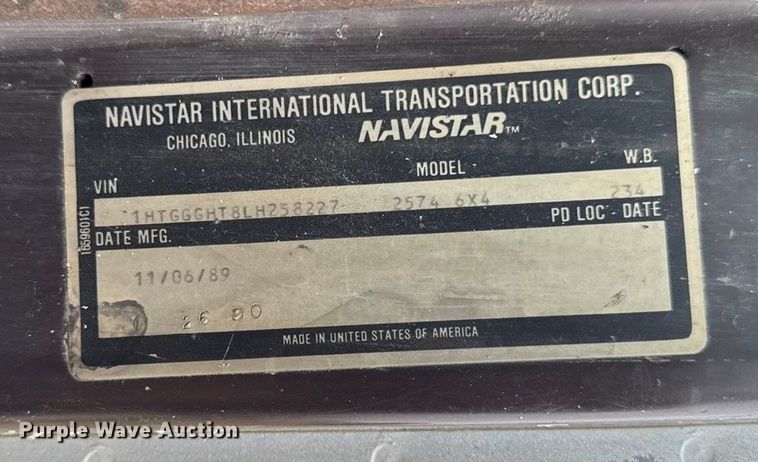 NAVISTAR INTERNATIONAL TRANSPORTATION CORP.
CHICAGO, ILLINOIS NAVISTAR™
VIN MODEL W.B.
1HTGGGHT8LH258227 2574 6X4 234
DATE MFG. PD LOC - DATE
11/06/89
26 90
MADE IN UNITED STATES OF AMERICA
1659601C1
Purple Wave Auction